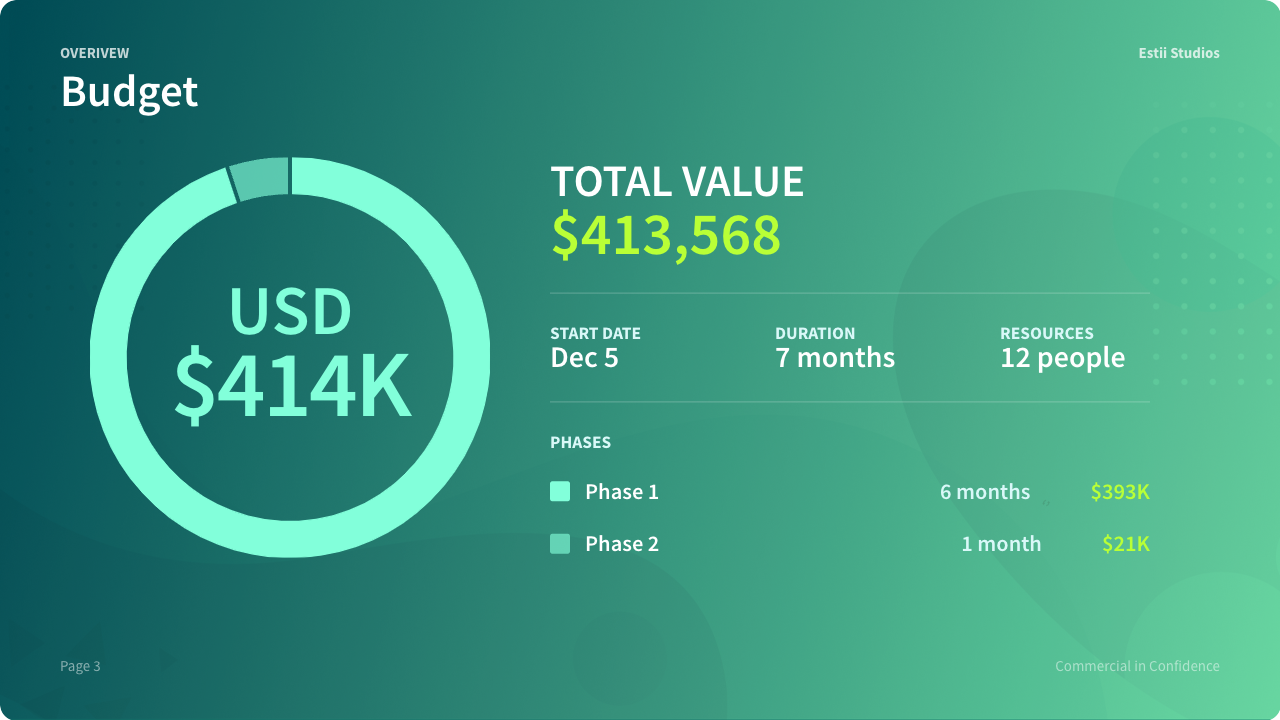 OVERIVEW
Estii Studios
Budget
USD
$414K
TOTAL VALUE
$413,568
START DATE
Dec 5
DURATION
7 months
RESOURCES
12 people
PHASES
Phase 1 6 months $393K
Phase 2 1 month $21K
Page 3
Commercial in Confidence